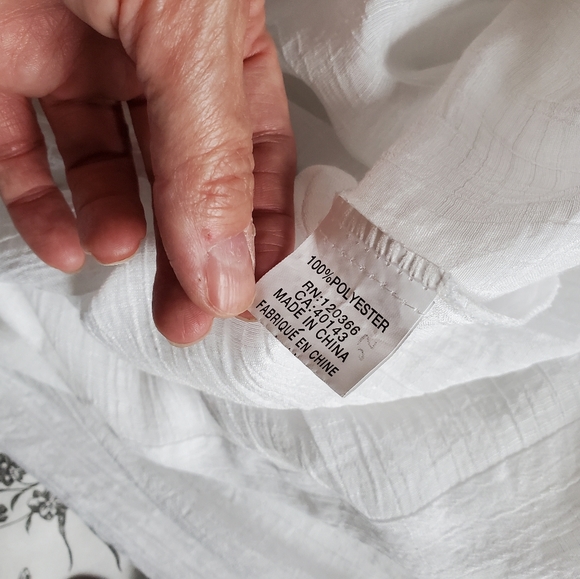 100%POLYESTER
RN:120366
CA:40143
MADE IN CHINA
FABRIQUÉ EN CHINE